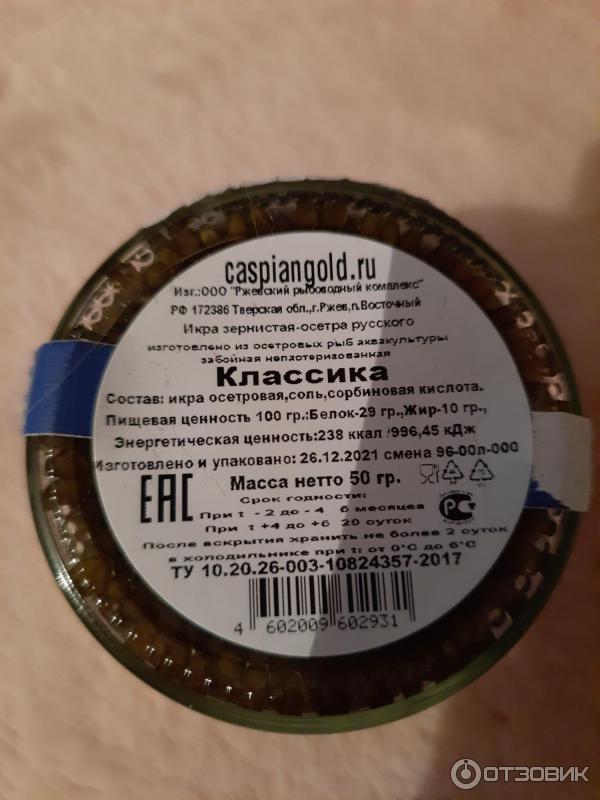 caspiangold.ru
Изг.:ООО "Ржевский рыбоводный комплекс"
РФ 172386 Тверская обл.,г.Ржев,п.Восточный
Икра зернистая-осетра русского
изготовлено из осетровых рыб аквакультуры
забойная непастеризованная
Классика
Состав: икра осетровая,соль,сорбиновая кислота.
Пищевая ценность 100 гр.:Белок-29 гр.,Жир-10 гр.,
Энергетическая ценность:238 ккал /996,45 кДж
Изготовлено и упаковано: 26.12.2021 смена 96-00л-000
Масса нетто 50 гр.
EAC
Срок годности:
При t -2 до -4 6 месяцев
При t +4 до +6 20 суток
После вскрытия хранить не более 2 суток
в холодильнике при t: от 0°С до 6°С
ТУ 10.20.26-003-10824357-2017
4 602009 602931
ОТЗОВИК